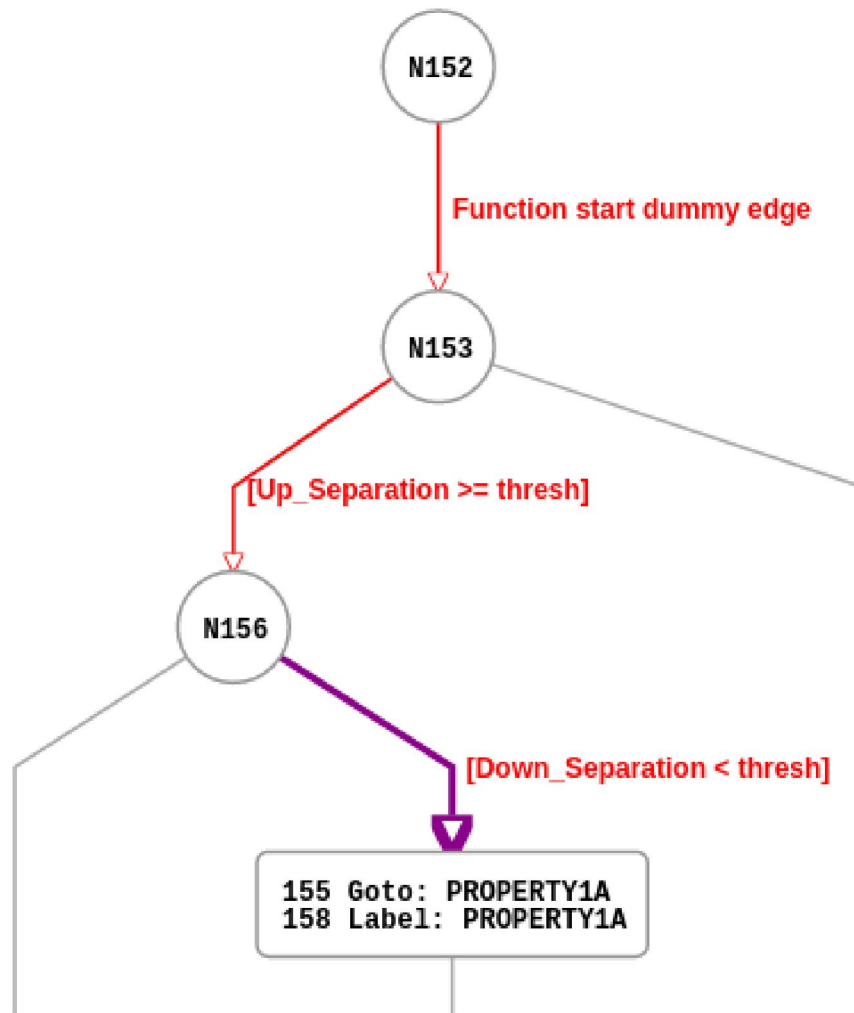 N152
Function start dummy edge
N153
[Up_Separation >= thresh]
N156
[Down_Separation < thresh]
155 Goto: PROPERTY1A
158 Label: PROPERTY1A